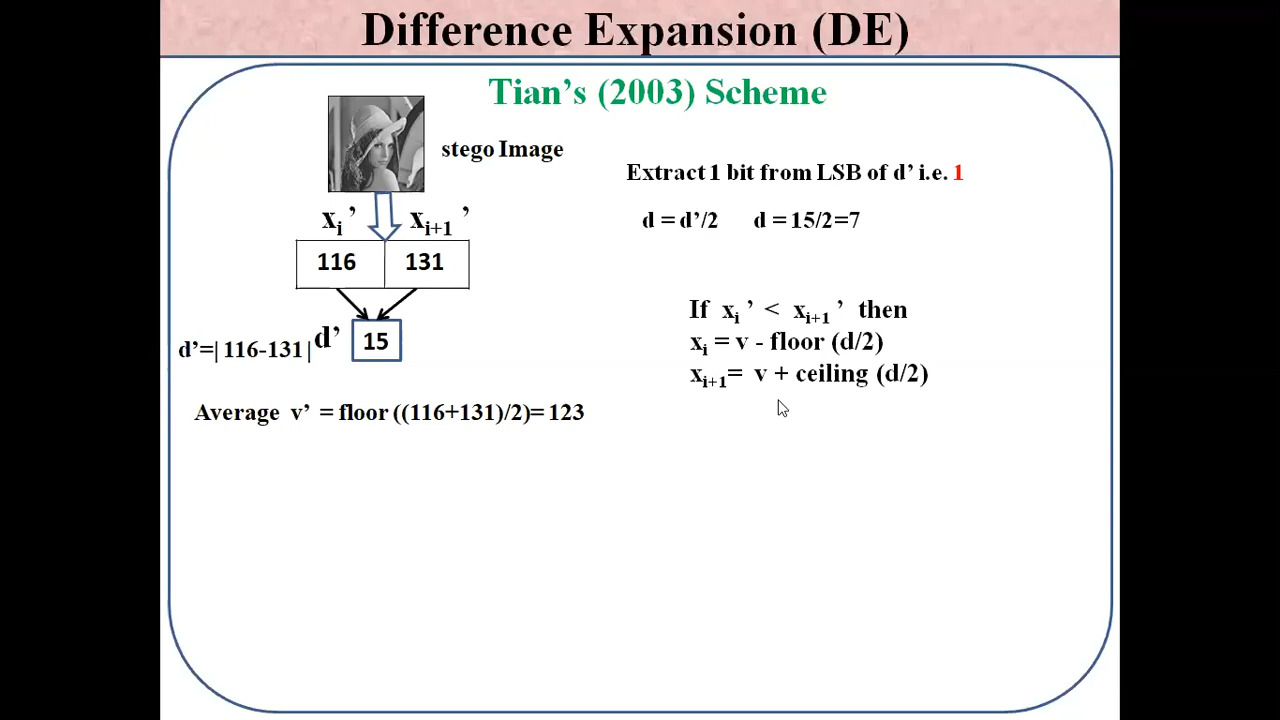 Difference Expansion (DE)
Tian’s (2003) Scheme
stego Image
xi ’ xi+1 ’
116 131
d’=|116-131| d’ 15
Average v’ = floor ((116+131)/2)= 123
Extract 1 bit from LSB of d’ i.e. 1
d = d’/2 d = 15/2=7
If xi ’ < xi+1 ’ then
xi = v - floor (d/2)
xi+1= v + ceiling (d/2)